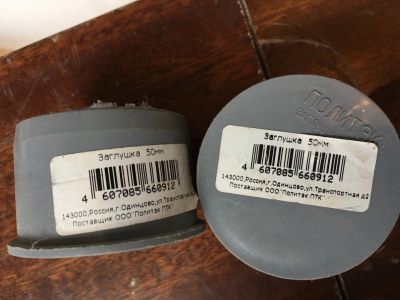 Заглушка 50мм
4 607085 660912
143000,Россия,г.Одинцово,ул.Транспортная
Поставщик ООО"Политэк ПТК"
ПОЛИТЭК
Заглушка 50мм
4 607085 660912
143000,Россия,г.Одинцово,ул.Транспортная д2
Поставщик ООО"Политэк ПТК"